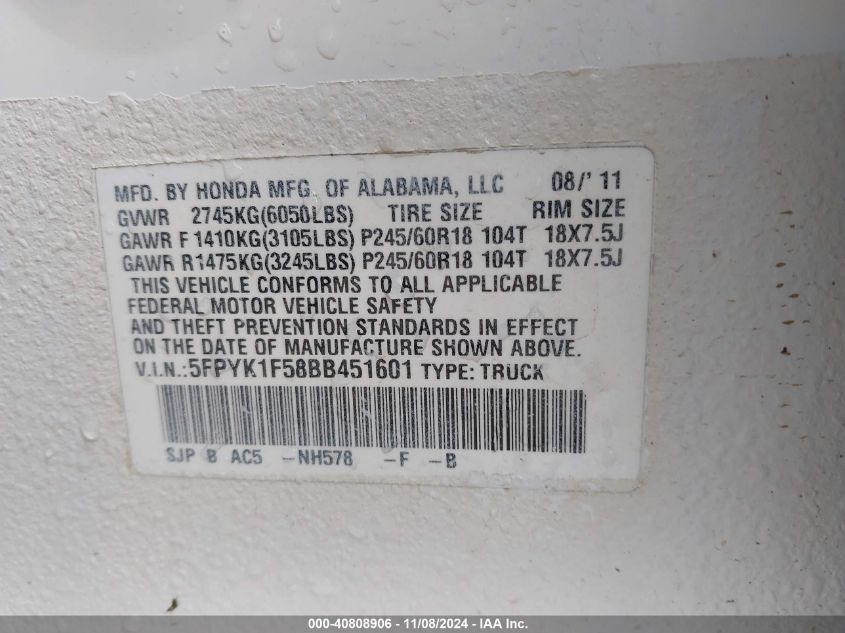 MFD. BY HONDA MFG. OF ALABAMA, LLC 08/'11
GVWR 2745KG(6050LBS) TIRE SIZE RIM SIZE
GAWR F 1410KG(3105LBS) P245/60R18 104T 18X7.5J
GAWR R1475KG(3245LBS) P245/60R18 104T 18X7.5J
THIS VEHICLE CONFORMS TO ALL APPLICABLE
FEDERAL MOTOR VEHICLE SAFETY
AND THEFT PREVENTION STANDARDS IN EFFECT
ON THE DATE OF MANUFACTURE SHOWN ABOVE.
V.I.N.:5FPYK1F58BB451601 TYPE: TRUCK
SJP B AC5 -NH578 -F -B
000-40808906 - 11/08/2024 - IAA Inc.